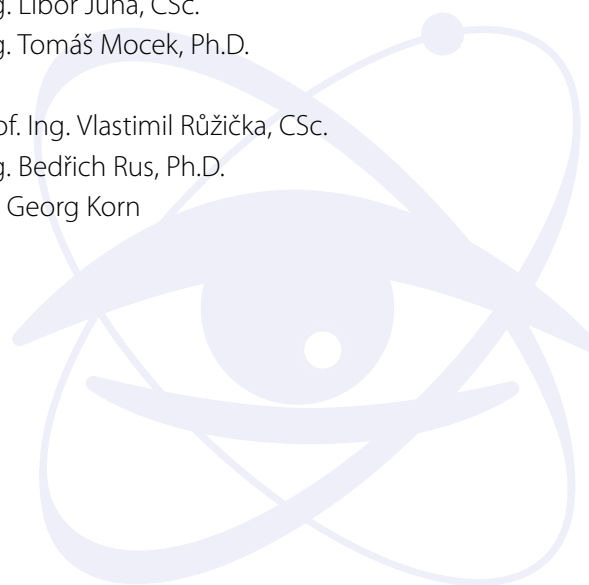 g. Libor Juha, CSc.
g. Tomáš Mocek, Ph.D.
of. Ing. Vlastimil Růžička, CSc.
g. Bedřich Rus, Ph.D.
Georg Korn